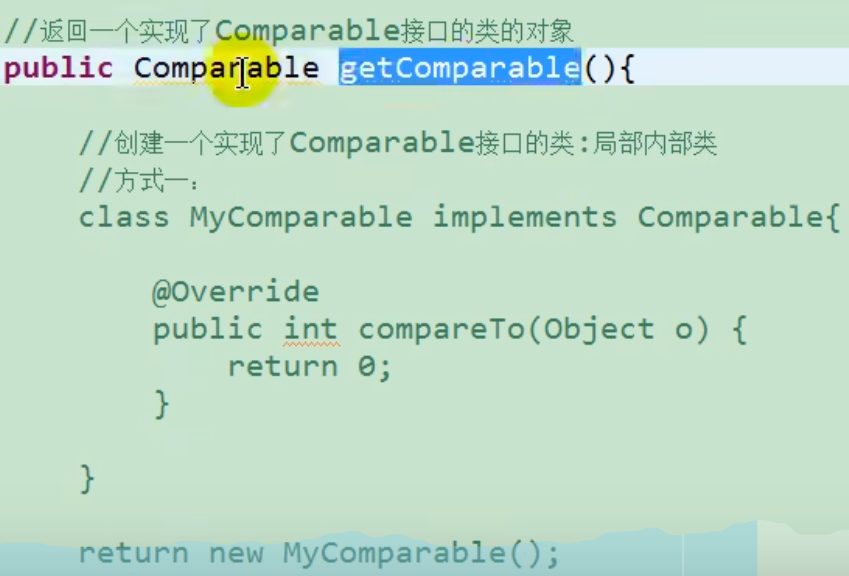 //返回一个实现了Comparable接口的类的对象
public Comparable getComparable(){
//创建一个实现了Comparable接口的类:局部内部类
//方式一:
class MyComparable implements Comparable{
@Override
public int compareTo(Object o) {
return 0;
}
}
return new MyComparable();